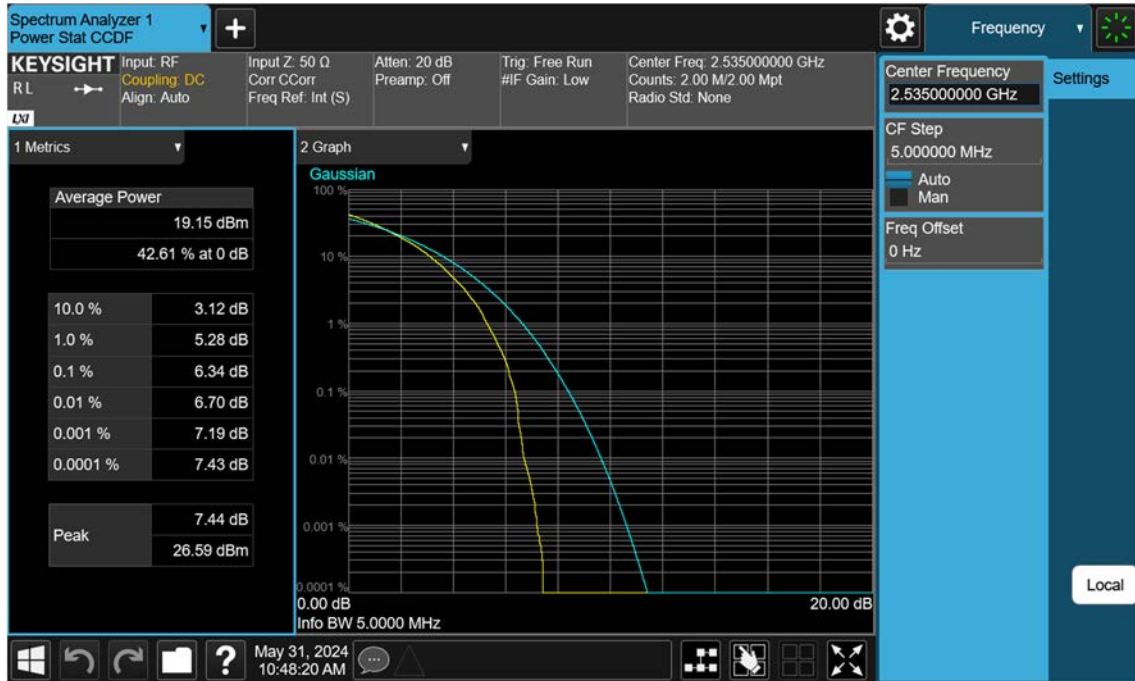 Spectrum Analyzer 1
Power Stat CCDF
+
Frequency
KEYSIGHT
RL
LXI
Input: RF
Coupling: DC
Align: Auto
Input Z: 50 Ω
Corr CCorr
Freq Ref: Int (S)
Atten: 20 dB
Preamp: Off
Trig: Free Run
#IF Gain: Low
Center Freq: 2.535000000 GHz
Counts: 2.00 M/2.00 Mpt
Radio Std: None
Center Frequency
2.535000000 GHz
Settings
CF Step
5.000000 MHz
Auto
Man
Freq Offset
0 Hz
1 Metrics
Average Power
19.15 dBm
42.61 % at 0 dB
10.0 % 3.12 dB
1.0 % 5.28 dB
0.1 % 6.34 dB
0.01 % 6.70 dB
0.001 % 7.19 dB
0.0001 % 7.43 dB
Peak
7.44 dB
26.59 dBm
2 Graph
Gaussian
100 %
10 %
1 %
0.1 %
0.01 %
0.001 %
0.0001 %
0.00 dB 20.00 dB
Info BW 5.0000 MHz
Local
?
May 31, 2024
10:48:20 AM